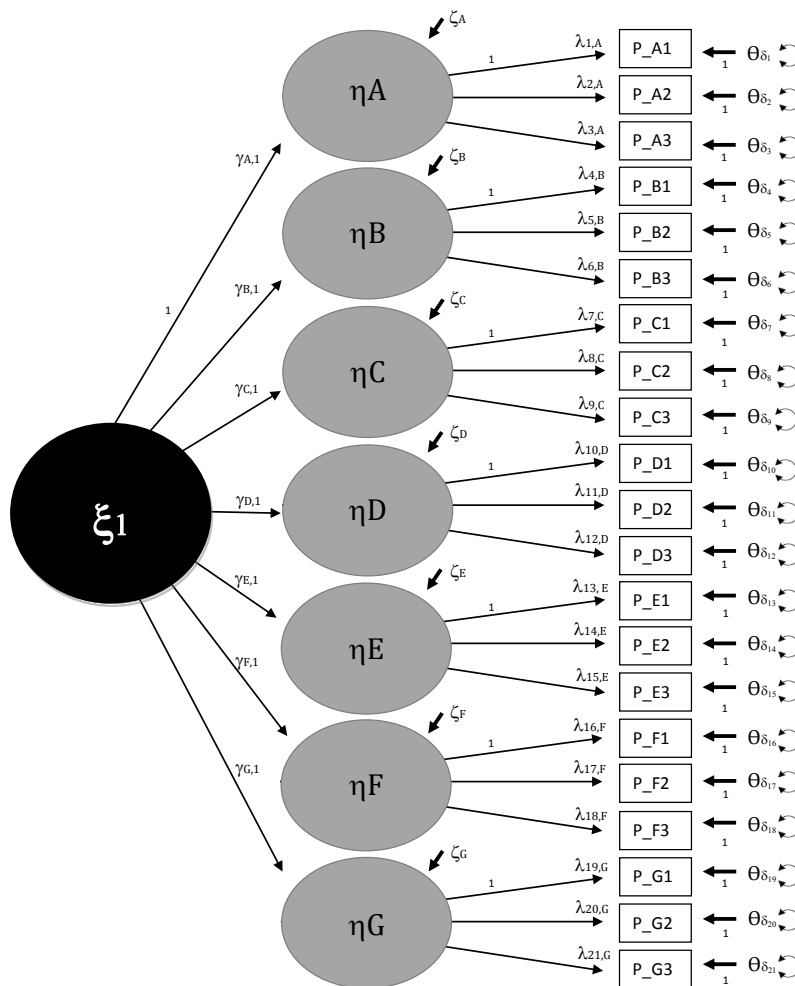 ζA
λ1,A
1
P_A1
1
Θδ1
ηA
λ2,A
P_A2
1
Θδ2
λ3,A
P_A3
1
Θδ3
γA,1
1
ζB
λ4,B
1
P_B1
1
Θδ4
ηB
λ5,B
P_B2
1
Θδ5
λ6,B
P_B3
1
Θδ6
γB,1
ζC
λ7,C
1
P_C1
1
Θδ7
ηC
λ8,C
P_C2
1
Θδ8
λ9,C
P_C3
1
Θδ9
γC,1
ζD
λ10,D
1
P_D1
1
Θδ10
ξ1
γD,1
ηD
λ11,D
P_D2
1
Θδ11
λ12,D
P_D3
1
Θδ12
ζE
λ13, E
1
P_E1
1
Θδ13
γE,1
ηE
λ14,E
P_E2
1
Θδ14
λ15,E
P_E3
1
Θδ15
γF,1
ζF
λ16,F
1
P_F1
1
Θδ16
ηF
λ17,F
P_F2
1
Θδ17
λ18,F
P_F3
1
Θδ18
γG,1
ζG
λ19,G
1
P_G1
1
Θδ19
ηG
λ20,G
P_G2
1
Θδ20
λ21,G
P_G3
1
Θδ21